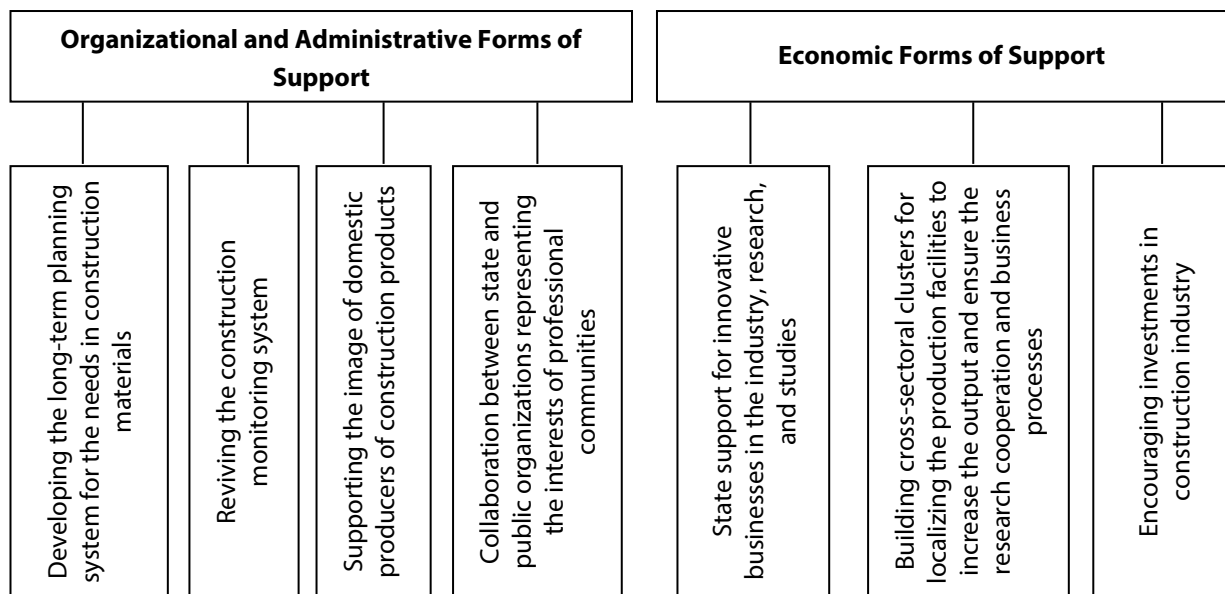 Organizational and Administrative Forms of
Support
Economic Forms of Support
Developing the long-term planning
system for the needs in construction
materials
Reviving the construction
monitoring system
Supporting the image of domestic
producers of construction products
Collaboration between state and
public organizations representing
the interests of professional
communities
State support for innovative
businesses in the industry, research,
and studies
Building cross-sectoral clusters for
localizing the production facilities to
increase the output and ensure the
research cooperation and business
processes
Encouraging investments in
construction industry